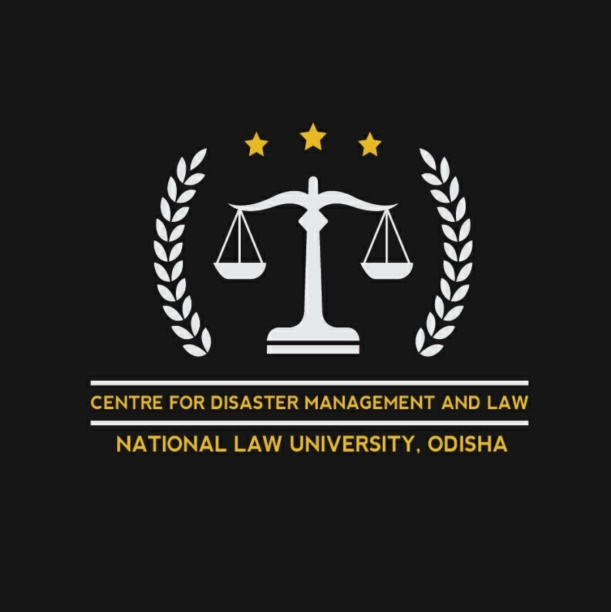 CENTRE FOR DISASTER MANAGEMENT AND LAW
NATIONAL LAW UNIVERSITY, ODISHA